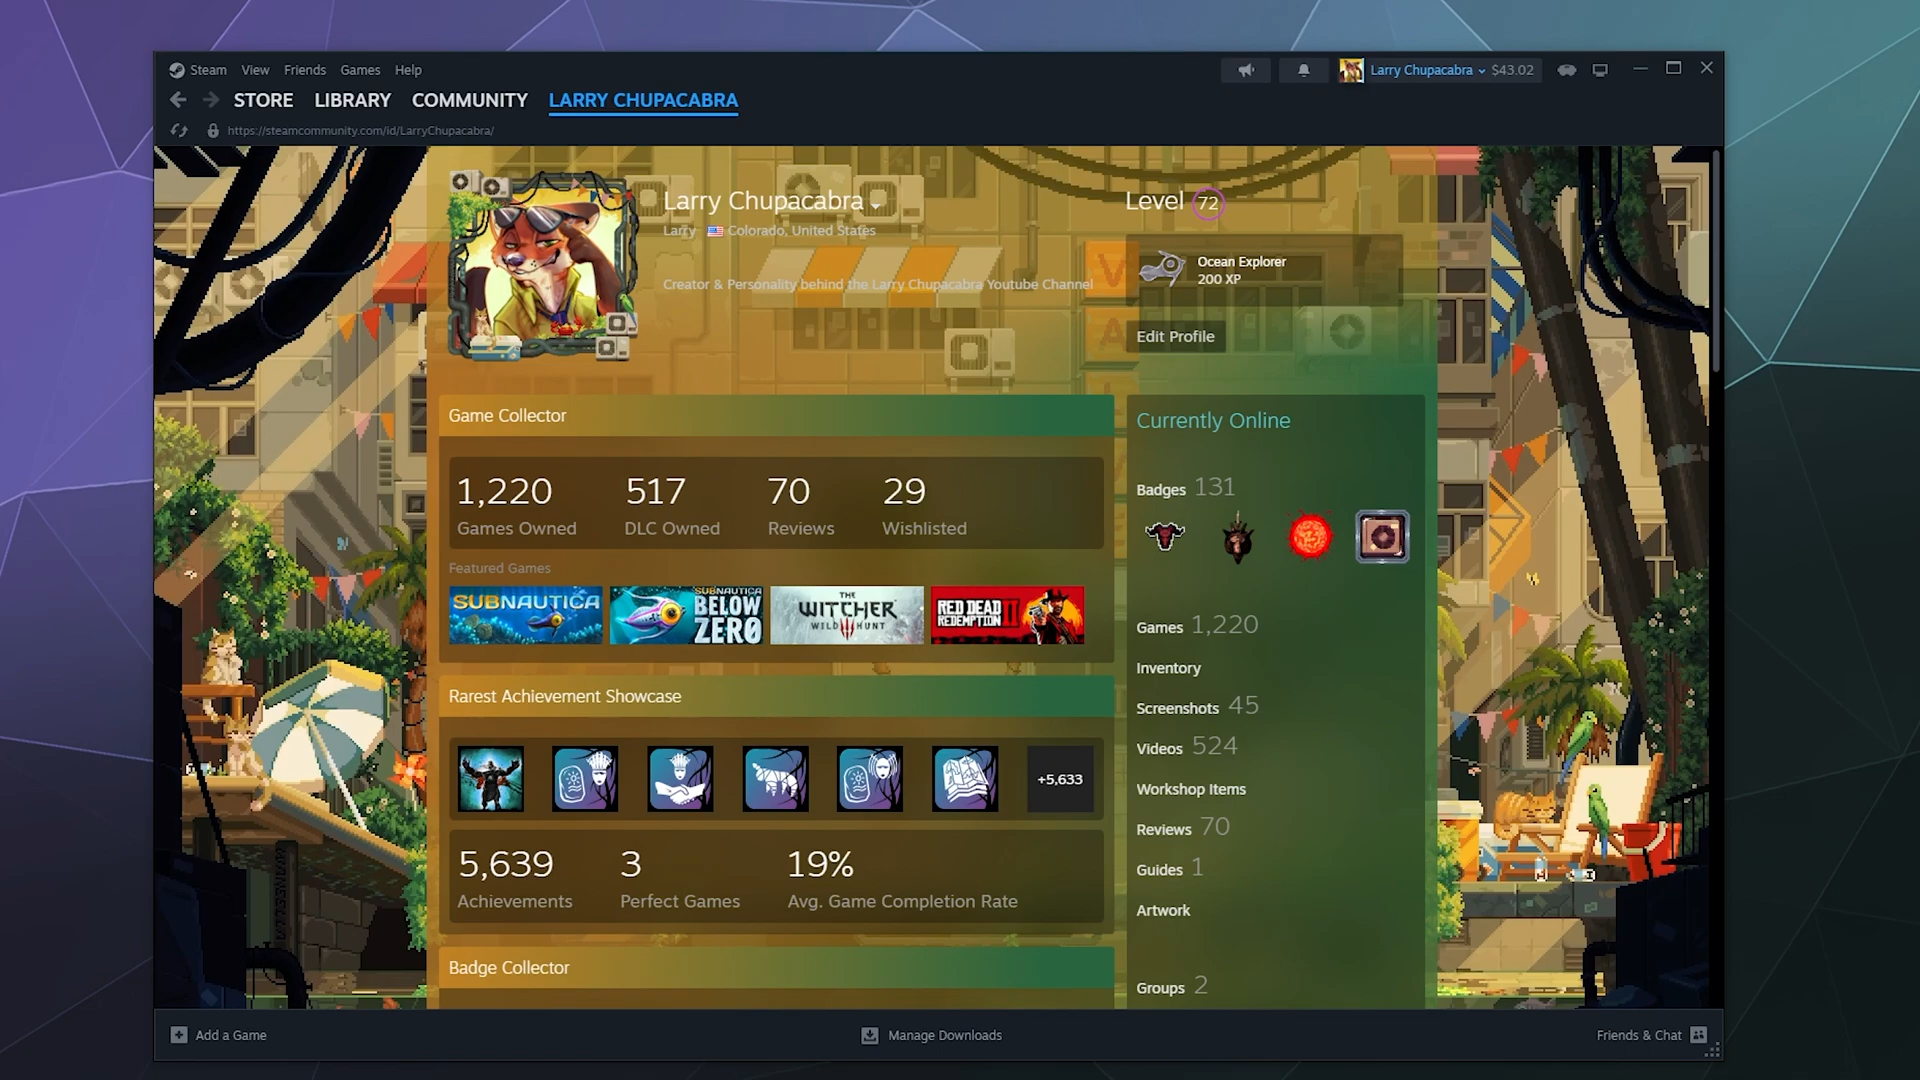 Steam View Friends Games Help
Larry Chupacabra $43.02
STORE LIBRARY COMMUNITY LARRY CHUPACABRA
https://steamcommunity.com/id/LarryChupacabra/
Larry Chupacabra
Larry Colorado, United States
Creator & Personality behind the Larry Chupacabra Youtube Channel
Level 72
Ocean Explorer
200 XP
Edit Profile
Game Collector
1,220 517 70 29
Games Owned DLC Owned Reviews Wishlisted
Featured Games
SUBNAUTICA
SUBNAUTICA
BELOW
ZERO
THE
WITCHER
WILD HUNT
RED DEAD
REDEMPTION II
Rarest Achievement Showcase
+5,633
5,639 3 19%
Achievements Perfect Games Avg. Game Completion Rate
Badge Collector
Currently Online
Badges 131
Games 1,220
Inventory
Screenshots 45
Videos 524
Workshop Items
Reviews 70
Guides 1
Artwork
Groups 2
Add a Game
Manage Downloads
Friends & Chat